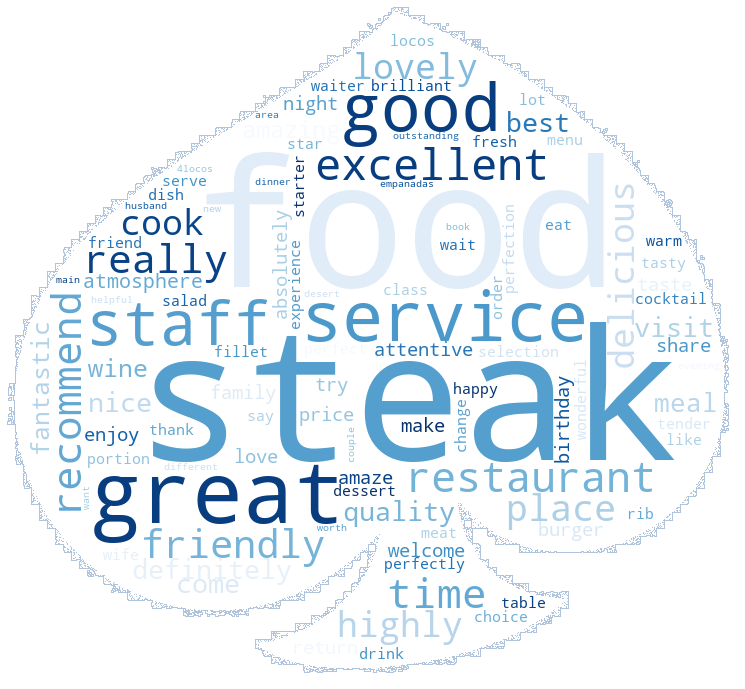 locos
lovely
waiter
brilliant
night
good
lot
area
amazing
outstanding
best
star
fresh
menu
excellent
4locos
serve
dinner
starter
empanadas
food
dish
husband
new
cook
absolutely
book
perfection
eat
delicious
friend
really
wait
warm
atmosphere
experience
class
order
tasty
main
desert
taste
helpful
salad
cocktail
recommend
staff
service
visit
fantastic
fillet
perfect
attentive
selection
share
steak
wine
evening
family
try
happy
wonderful
nice
say
price
change
birthday
meal
enjoy
thank
make
tender
couple
like
portion
love
different
great
amaze
restaurant
want
dessert
place
quality
rib
worth
meat
burger
friendly
wife
welcome
definitely
perfectly
come
time
table
highly
choice
return
drink